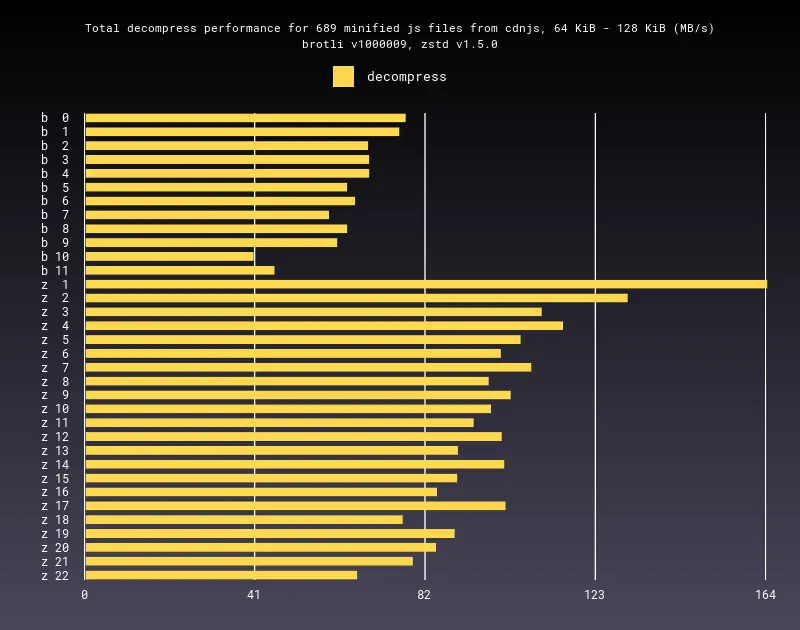 Total decompress performance for 689 minified js files from cdnjs, 64 KiB - 128 KiB (MB/s)
brotli v1000009, zstd v1.5.0
decompress
b 0
b 1
b 2
b 3
b 4
b 5
b 6
b 7
b 8
b 9
b 10
b 11
z 1
z 2
z 3
z 4
z 5
z 6
z 7
z 8
z 9
z 10
z 11
z 12
z 13
z 14
z 15
z 16
z 17
z 18
z 19
z 20
z 21
z 22
0 41 82 123 164